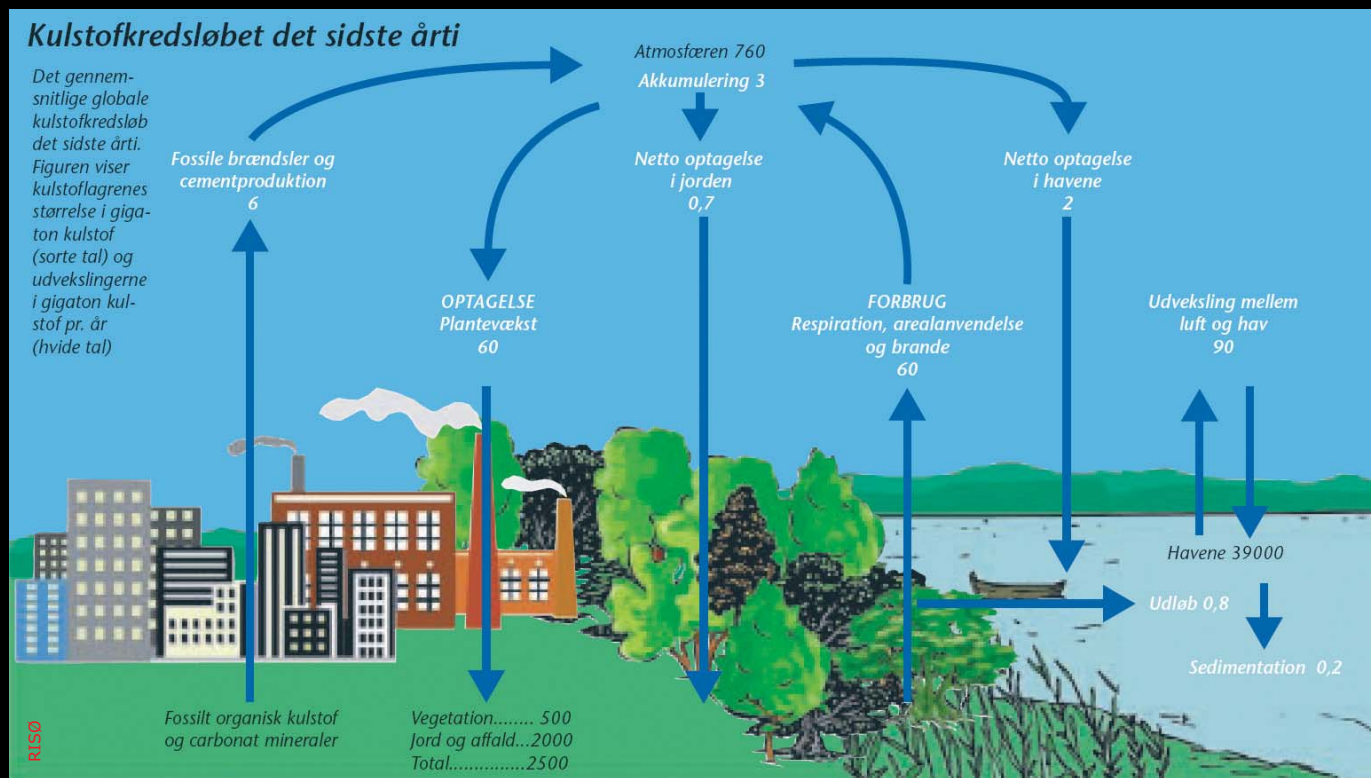 Kulstofkredsløbet det sidste årti
Det gennem-
snitlige globale
kulstofkredsløb
det sidste årti.
Figuren viser
kulstoflagrenes
størrelse i giga-
ton kulstof
(sorte tal) og
udvekslingerne
i gigaton kul-
stof pr. år
(hvide tal)
Atmosfæren 760
Akkumulering 3
Fossile brændsler og
cementproduktion
6
Netto optagelse
i jorden
0,7
Netto optagelse
i havene
2
OPTAGELSE
Plantevækst
60
FORBRUG
Respiration, arealanvendelse
og brande
60
Udveksling mellem
luft og hav
90
Havene 39000
Udløb 0,8
Sedimentation 0,2
Fossilt organisk kulstof
og carbonat mineraler
Vegetation........ 500
Jord og affald...2000
Total..............2500
RISØ